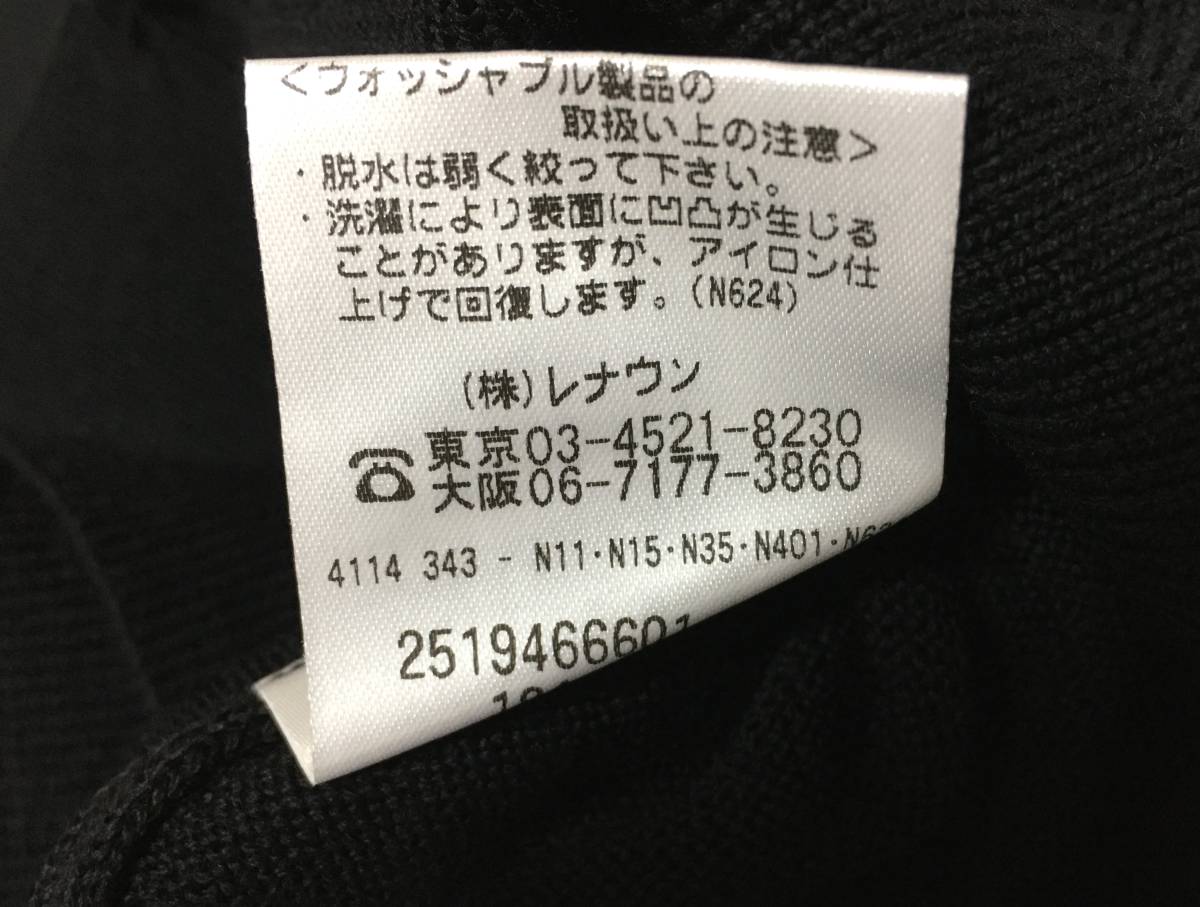 <ウォッシャブル製品の
取扱い上の注意>
・脱水は弱く絞って下さい。
・洗濯により表面に凹凸が生じる
ことがありますが、アイロン仕
上げで回復します。(N624)
(株)レナウン
☎東京03-4521-8230
大阪06-7177-3860
4114 343 - N11·N15·N35·N401·
2519466601